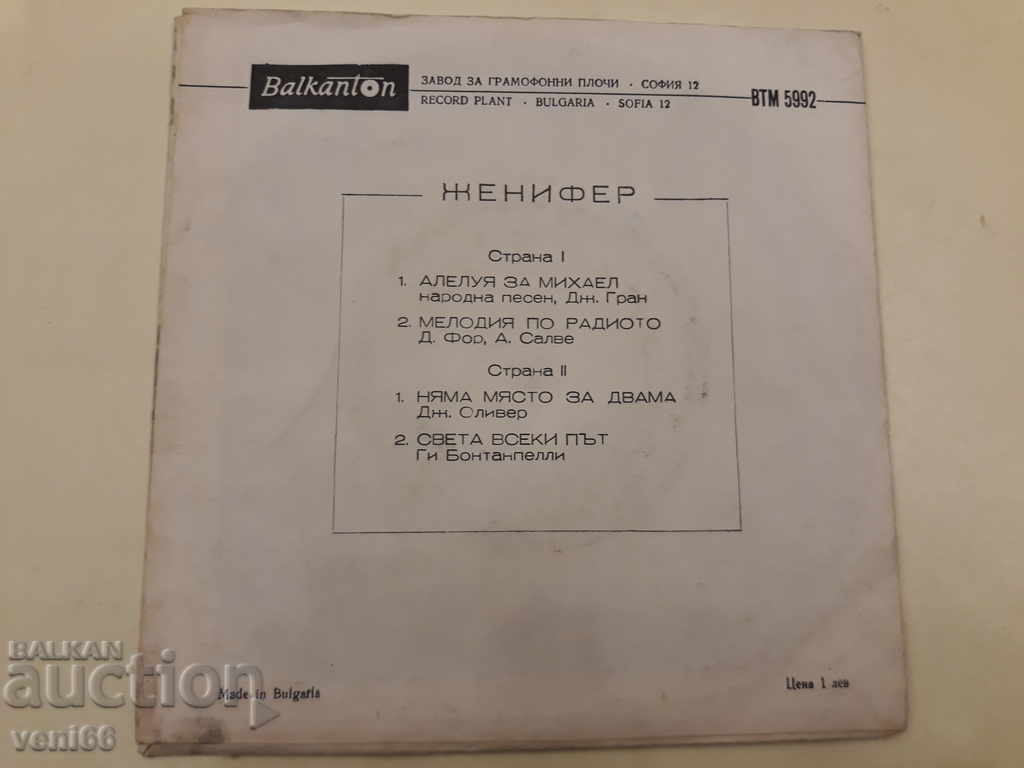 Balkanton
ЗАВОД ЗА ГРАМОФОННИ ПЛОЧИ · СОФИЯ 12
RECORD PLANT · BULGARIA · SOFIA 12
ВТМ 5992
ЖЕНИФЕР
Страна I
1. АЛЕЛУЯ ЗА МИХАЕЛ
народна песен, Дж. Гран
2. МЕЛОДИЯ ПО РАДИОТО
Д. Фор, А. Салве
Страна II
1. НЯМА МЯСТО ЗА ДВАМА
Дж. Оливер
2. СВЕТА ВСЕКИ ПЪТ
Ги Бонтанпелли
Made in Bulgaria
Цена 1 лев
BALKAN
auction
veni66